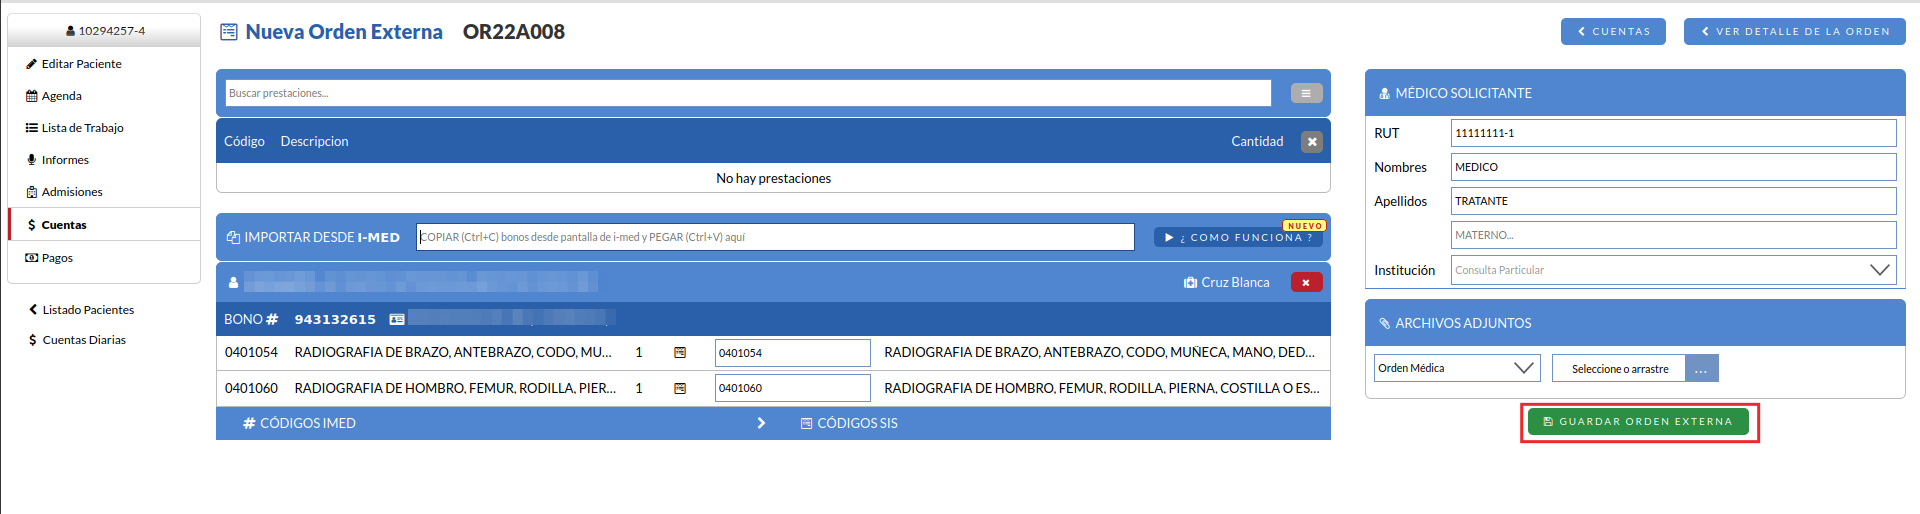 10294257-4
Editar Paciente
Agenda
Lista de Trabajo
Informes
Admisiones
Cuentas
Pagos
Listado Pacientes
Cuentas Diarias
Nueva Orden Externa OR22A008
CUENTAS
VER DETALLE DE LA ORDEN
Buscar prestaciones...
Código Descripcion Cantidad
No hay prestaciones
IMPORTAR DESDE I-MED
COPIAR (Ctrl+C) bonos desde pantalla de i-med y PEGAR (Ctrl+V) aquí
NUEVO
¿ COMO FUNCIONA ?
Cruz Blanca
BONO # 943132615
0401054 RADIOGRAFIA DE BRAZO, ANTEBRAZO, CODO, MU... 1 0401054 RADIOGRAFIA DE BRAZO, ANTEBRAZO, CODO, MUÑECA, MANO, DED...
0401060 RADIOGRAFIA DE HOMBRO, FEMUR, RODILLA, PIER... 1 0401060 RADIOGRAFIA DE HOMBRO, FEMUR, RODILLA, PIERNA, COSTILLA O ES...
# CÓDIGOS IMED CÓDIGOS SIS
MÉDICO SOLICITANTE
RUT 11111111-1
Nombres MEDICO
Apellidos TRATANTE
MATERNO...
Institución Consulta Particular
ARCHIVOS ADJUNTOS
Orden Médica Seleccione o arrastre ...
GUARDAR ORDEN EXTERNA